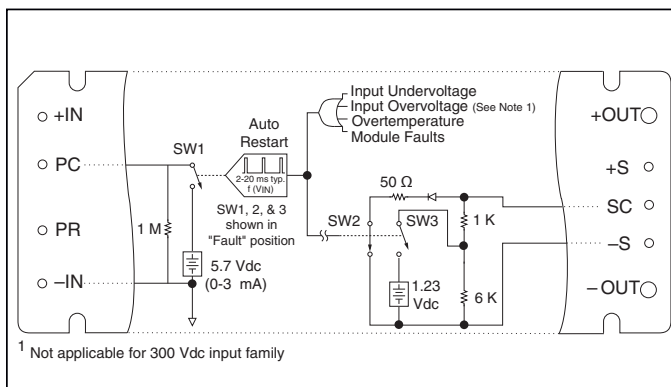 +IN
PC
PR
–IN
1 M
SW1
5.7 Vdc
(0-3 mA)
Auto
Restart
2-20 ms typ.
f (VIN)
SW1, 2, & 3
shown in
"Fault" position
Input Undervoltage
Input Overvoltage (See Note 1)
Overtemperature
Module Faults
50 Ω
SW2
SW3
1 K
1.23
Vdc
6 K
+OUT
+S
SC
–S
–OUT
1 Not applicable for 300 Vdc input family